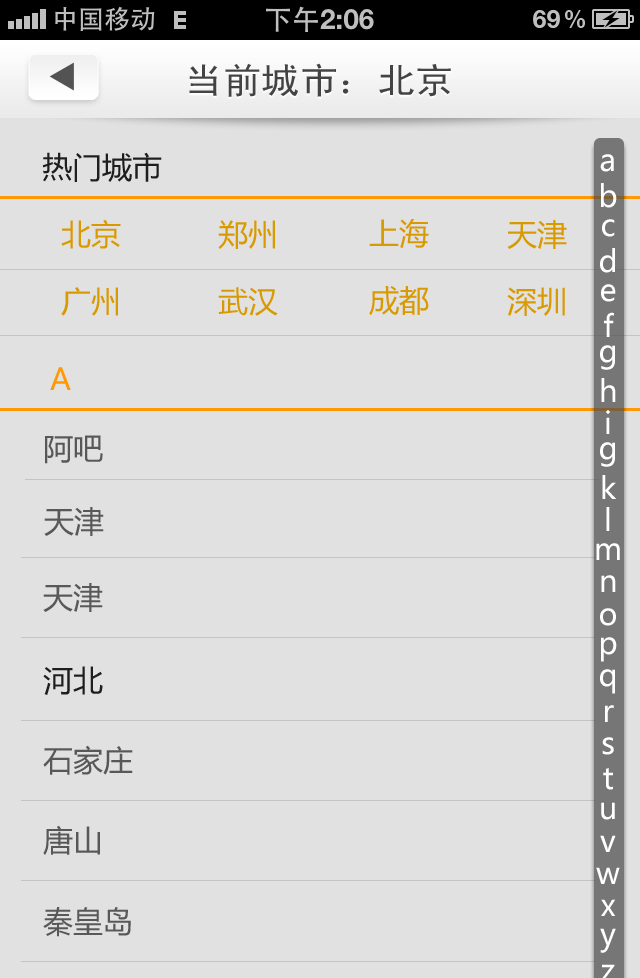 中国移动 E 下午2:06 69%
当前城市：北京
热门城市
北京 郑州 上海 天津
广州 武汉 成都 深圳
A
阿吧
天津
天津
河北
石家庄
唐山
秦皇岛
a
b
c
d
e
f
g
h
i
g
k
l
m
n
o
p
q
r
s
t
u
v
w
x
y
z